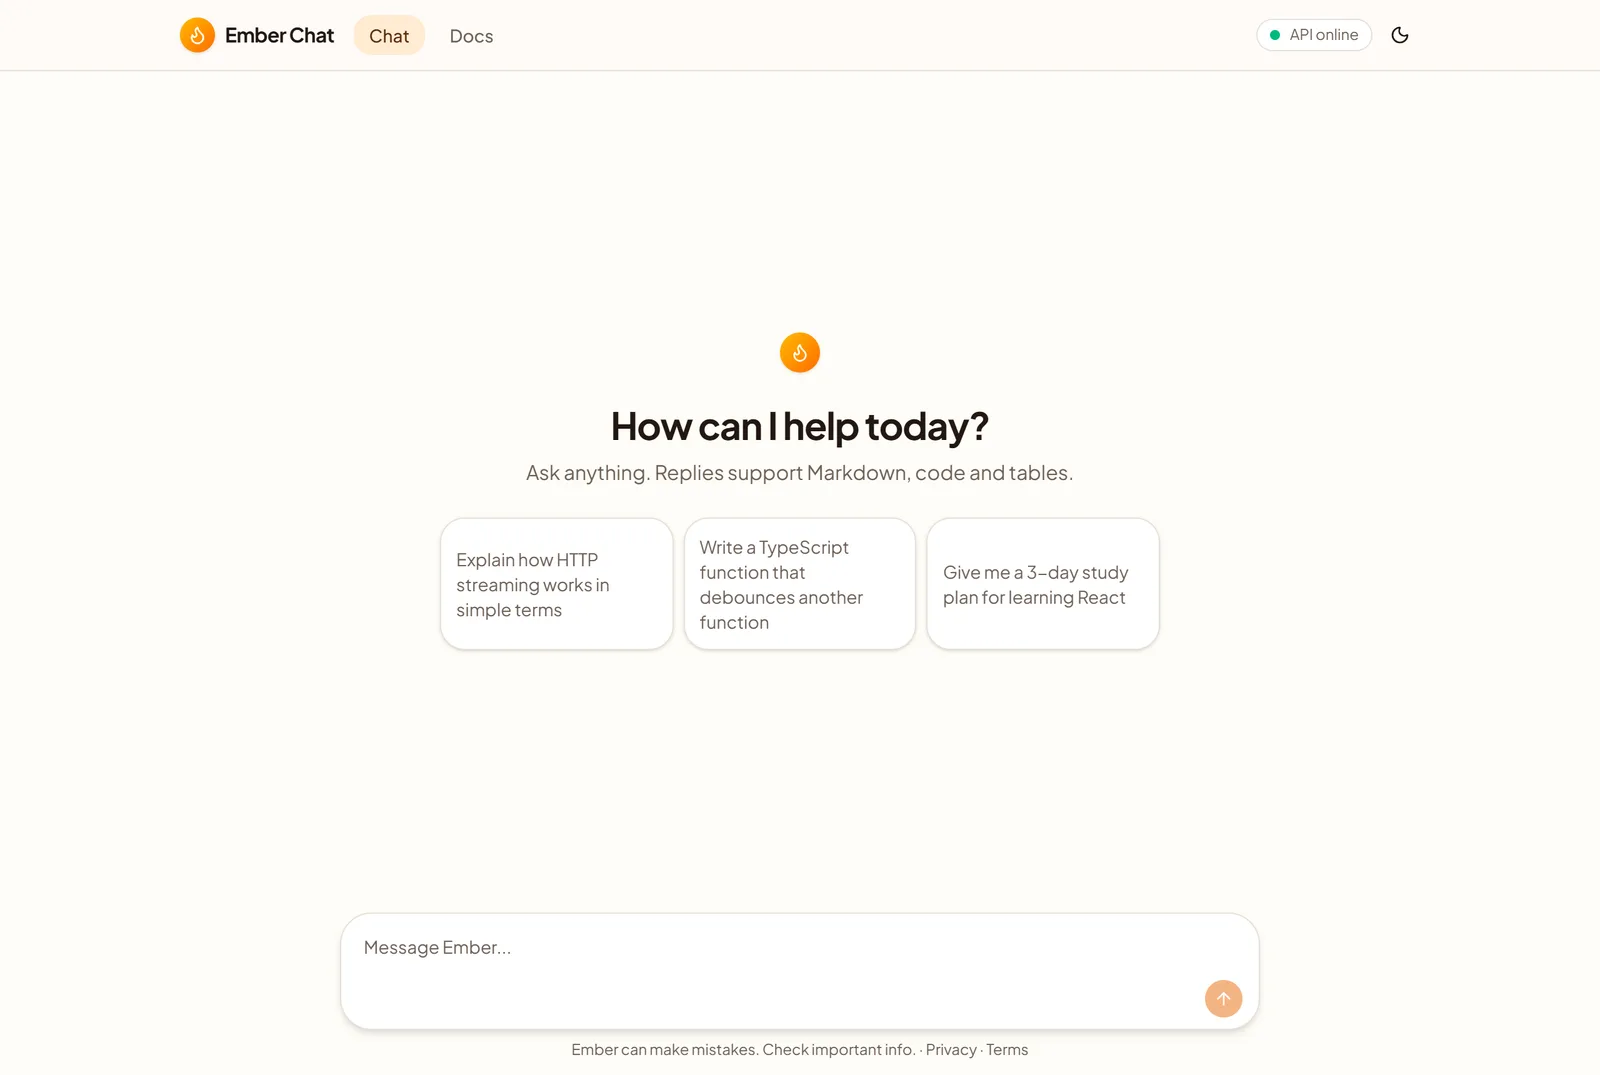 Ember Chat
Chat
Docs
API online
How can I help today?
Ask anything. Replies support Markdown, code and tables.
Explain how HTTP
streaming works in
simple terms
Write a TypeScript
function that
debounces another
function
Give me a 3-day study
plan for learning React
Message Ember...
Ember can make mistakes. Check important info. · Privacy · Terms